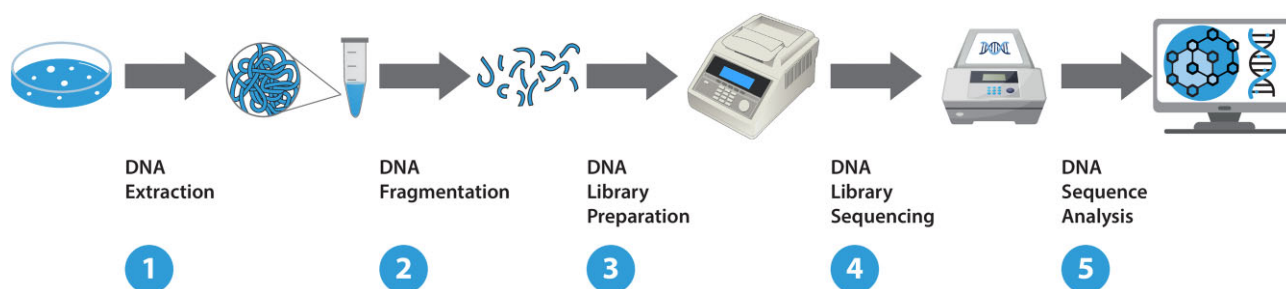 DNA
Extraction
1
DNA
Fragmentation
2
DNA
Library
Preparation
3
DNA
Library
Sequencing
4
DNA
Sequence
Analysis
5